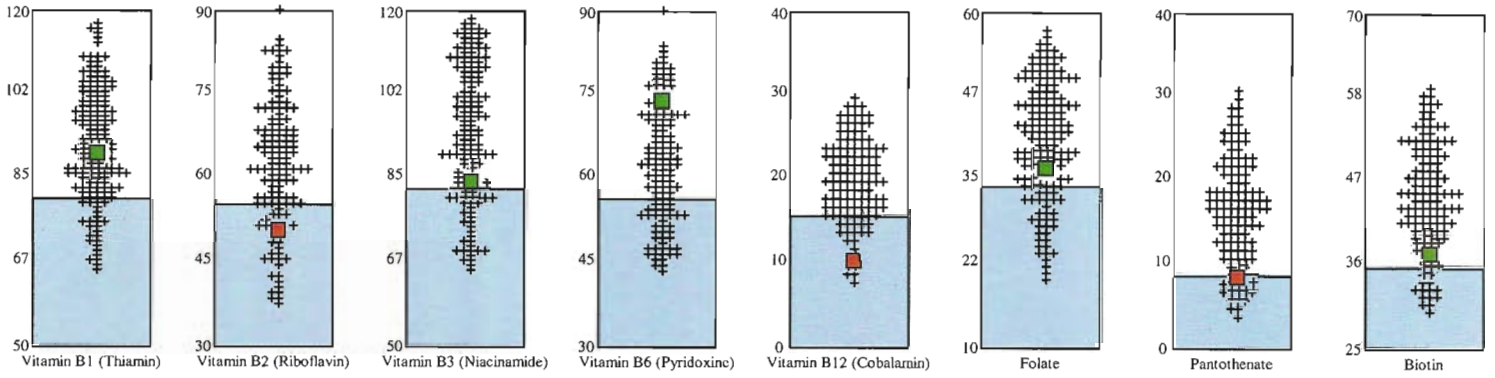 120 90 120 90 40 60 40 70
102 75 102 75 30 47 30 58
85 60 85 60 20 35 20 47
67 45 67 45 10 22 10 36
50 30 50 30 0 10 0 25
Vitamin B1 (Thiamin) Vitamin B2 (Riboflavin) Vitamin B3 (Niacinamide) Vitamin B6 (Pyridoxine) Vitamin B12 (Cobalamin) Folate Pantothenate Biotin